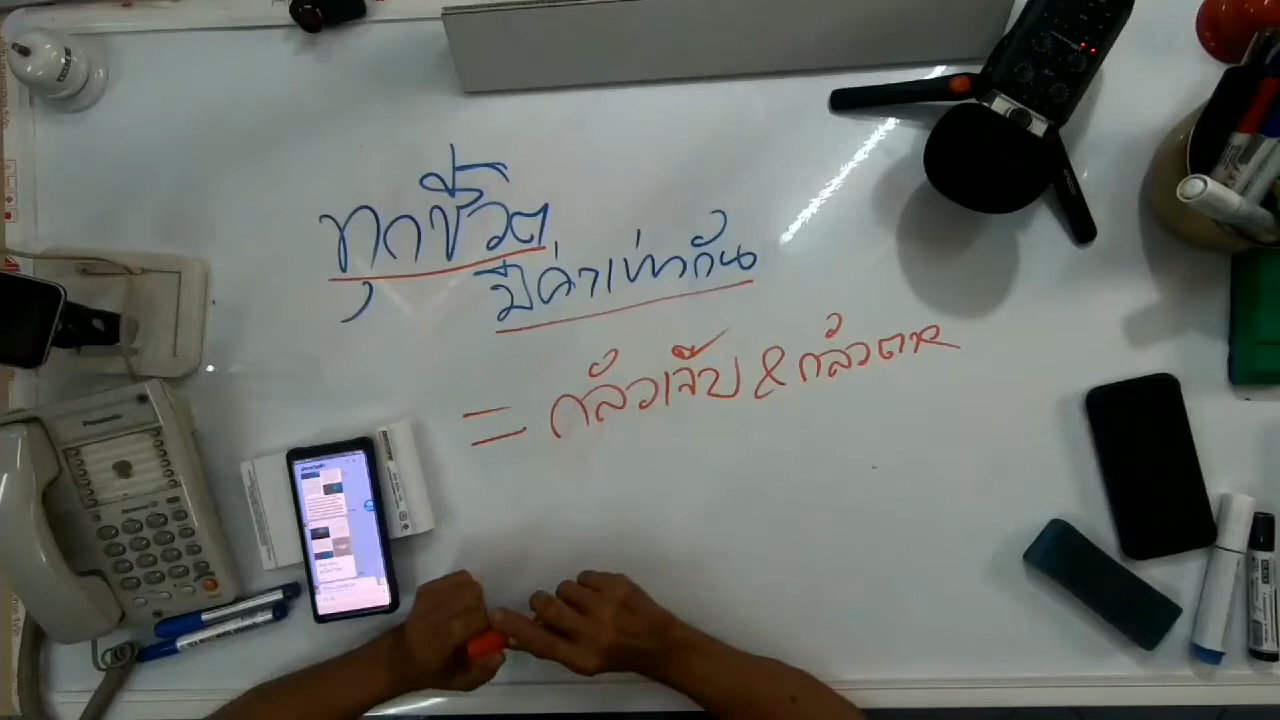 ทุกชีวิต
มีค่าเท่ากัน
= กลัวเจ็บ & กลัวตาย
Panasonic